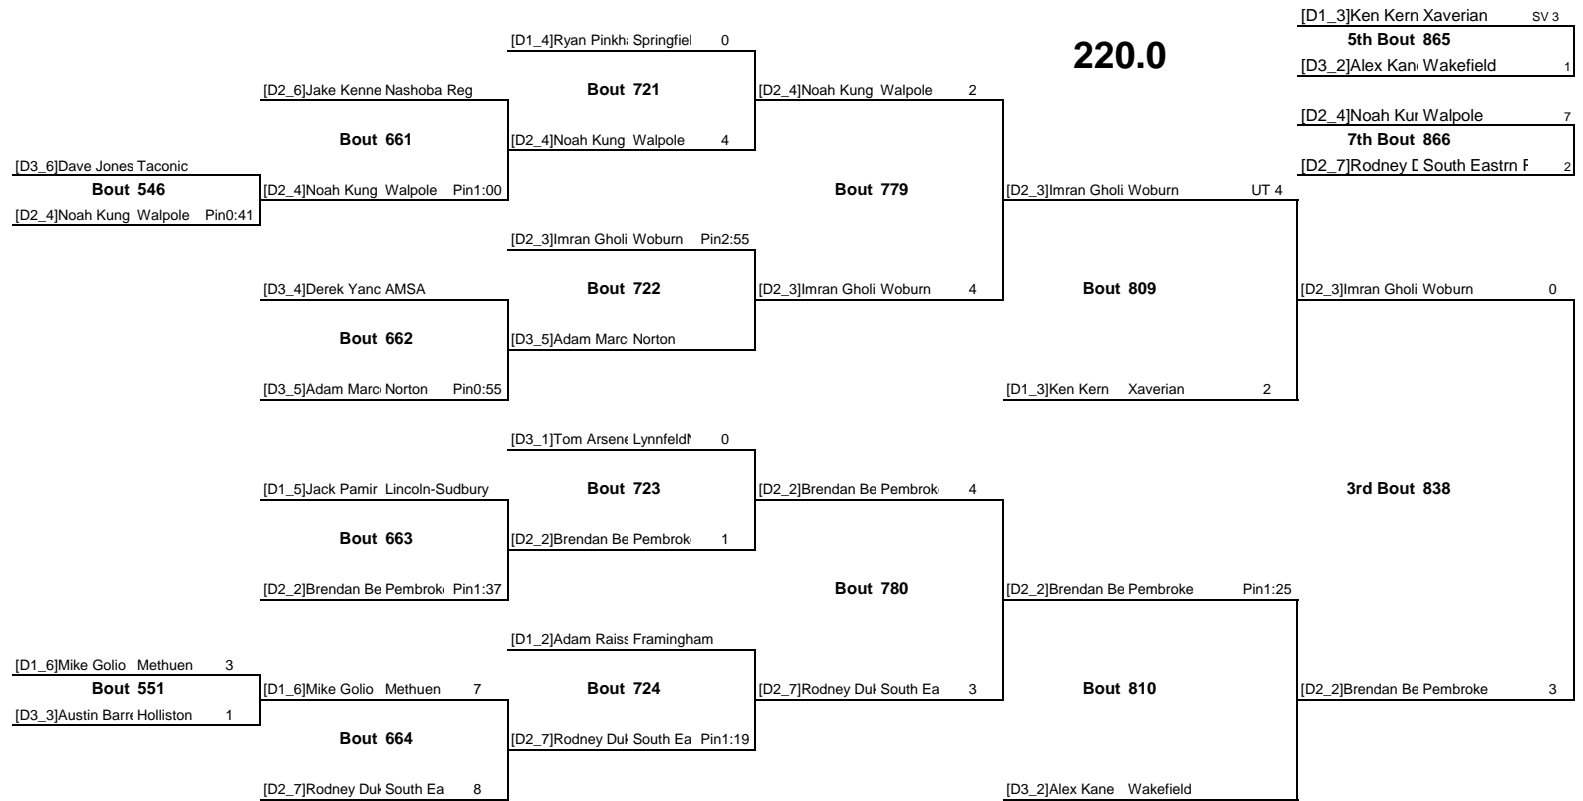 [D1_3]Ken Kern Xaverian SV 3
[D1_4]Ryan Pinkh Springfiel 0
220.0
5th Bout 865
[D3_2]Alex Kan Wakefield 1
[D2_6]Jake Kenne Nashoba Reg
Bout 721
[D2_4]Noah Kung Walpole 2
[D2_4]Noah Kur Walpole 7
Bout 661
[D2_4]Noah Kung Walpole 4
7th Bout 866
[D3_6]Dave Jones Taconic
[D2_7]Rodney South Eastrn 2
Bout 546
[D2_4]Noah Kung Walpole Pin1:00
Bout 779
[D2_3]Imran Gholi Woburn UT 4
[D2_4]Noah Kung Walpole Pin0:41
[D2_3]Imran Gholi Woburn Pin2:55
[D3_4]Derek Yanc AMSA
Bout 722
[D2_3]Imran Gholi Woburn 4
Bout 809
[D2_3]Imran Gholi Woburn 0
Bout 662
[D3_5]Adam Marc Norton
[D3_5]Adam Marc Norton Pin0:55
[D1_3]Ken Kern Xaverian 2
[D3_1]Tom Arsene Lynnfeld 0
[D1_5]Jack Pamir Lincoln-Sudbury
Bout 723
[D2_2]Brendan Be Pembrok 4
3rd Bout 838
Bout 663
[D2_2]Brendan Be Pembrok 1
[D2_2]Brendan Be Pembrok Pin1:37
Bout 780
[D2_2]Brendan Be Pembroke Pin1:25
[D1_2]Adam Raiss Framingham
[D1_6]Mike Golio Methuen 3
Bout 551
[D1_6]Mike Golio Methuen 7
Bout 724
[D2_7]Rodney Du South Ea 3
Bout 810
[D2_2]Brendan Be Pembroke 3
[D3_3]Austin Barre Holliston 1
Bout 664
[D2_7]Rodney Du South Ea Pin1:19
[D2_7]Rodney Du South Ea 8
[D3_2]Alex Kane Wakefield